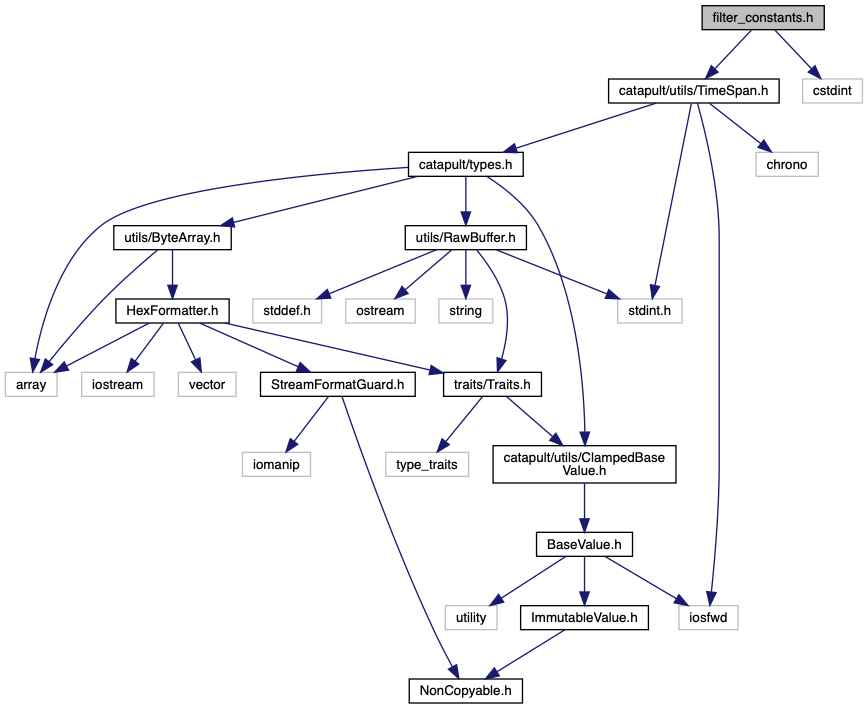 filter_constants.h
catapult/utils/TimeSpan.h
cstdint
catapult/types.h
chrono
utils/ByteArray.h
utils/RawBuffer.h
HexFormatter.h
stddef.h
ostream
string
stdint.h
array
iostream
vector
StreamFormatGuard.h
traits/Traits.h
iomanip
type_traits
catapult/utils/ClampedBase
Value.h
BaseValue.h
utility
ImmutableValue.h
iosfwd
NonCopyable.h